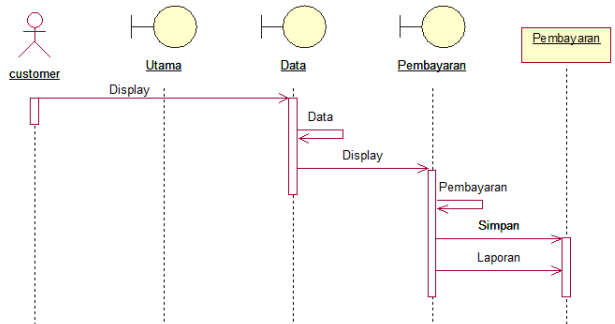 customer
Utama
Data
Pembayaran
Pembayaran
Display
Data
Display
Pembayaran
Simpan
Laporan